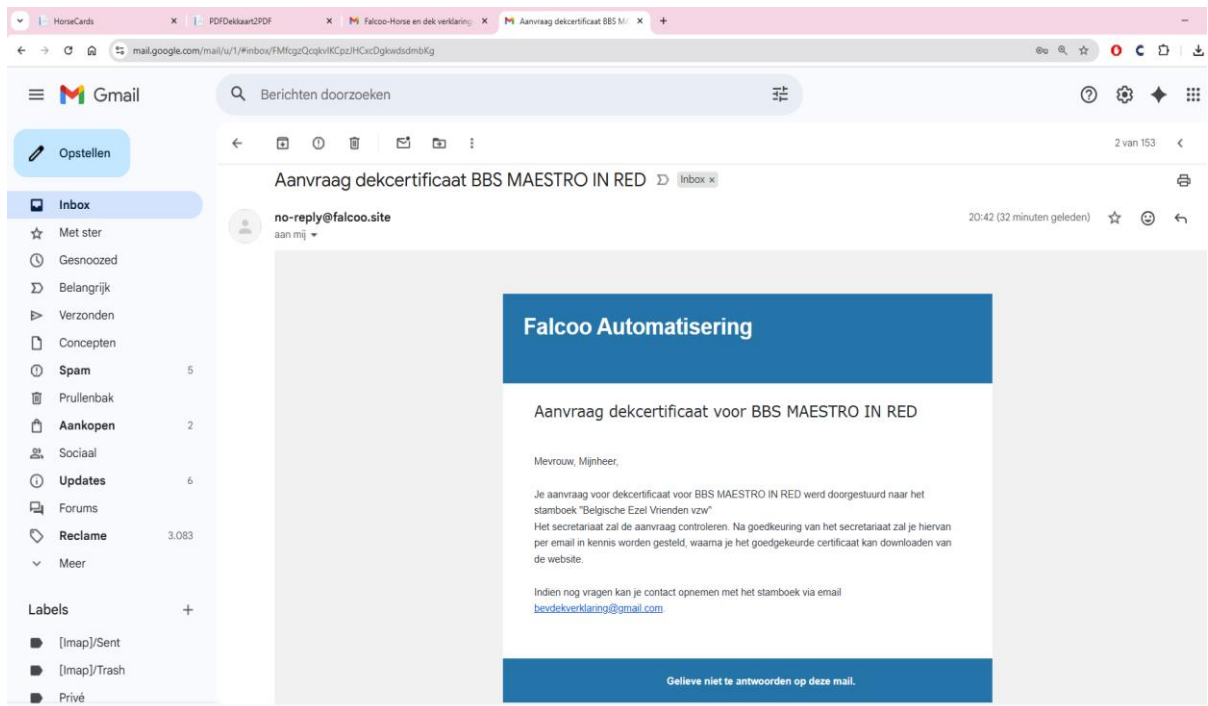 HorseCards
PDFDekkaart2PDF
Falcoo-Horse en dek verklaring
Aanvraag dekcertificaat BBS M
mail.google.com/mail/u/1/#inbox/FMfcgzQcqkvlKCpzJHCxcDgkwdsdmbKg
Gmail
Berichten doorzoeken
Opstellen
2 van 153
Aanvraag dekcertificaat BBS MAESTRO IN RED Inbox x
Inbox
no-reply@falcoo.site
20:42 (32 minuten geleden)
aan mij
Met ster
Gesnoozed
Belangrijk
Verzonden
Concepten
Spam 5
Prullenbak
Aankopen 2
Sociaal
Updates 6
Forums
Reclame 3.083
Meer
Labels +
[Imap]/Sent
[Imap]/Trash
Privé
Falcoo Automatisering
Aanvraag dekcertificaat voor BBS MAESTRO IN RED
Mevrouw, Mijnheer,
Je aanvraag voor dekcertificaat voor BBS MAESTRO IN RED werd doorgestuurd naar het
stamboek "Belgische Ezel Vrienden vzw"
Het secretariaat zal de aanvraag controleren. Na goedkeuring van het secretariaat zal je hiervan
per email in kennis worden gesteld, waarna je het goedgekeurde certificaat kan downloaden van
de website.
Indien nog vragen kan je contact opnemen met het stamboek via email
bevdekverklaring@gmail.com.
Gelieve niet te antwoorden op deze mail.